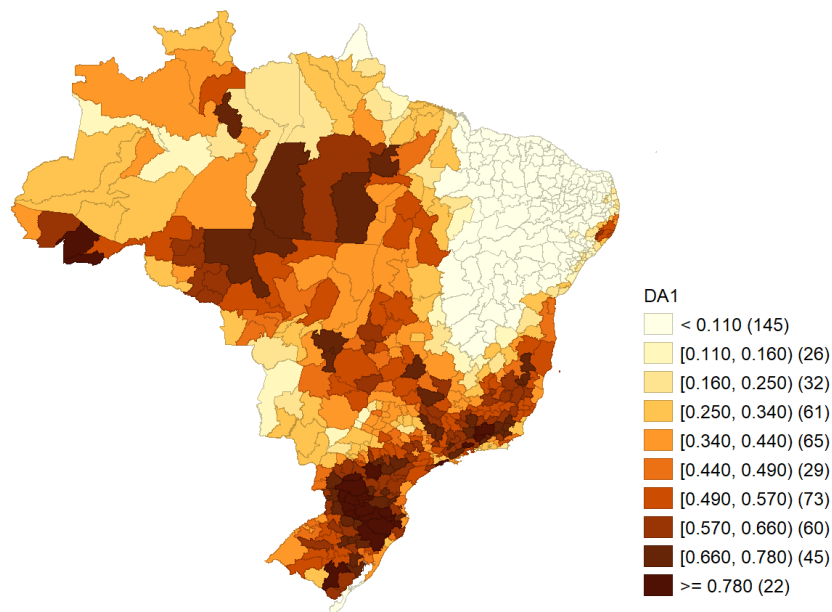 DA1
< 0.110 (145)
[0.110, 0.160) (26)
[0.160, 0.250) (32)
[0.250, 0.340) (61)
[0.340, 0.440) (65)
[0.440, 0.490) (29)
[0.490, 0.570) (73)
[0.570, 0.660) (60)
[0.660, 0.780) (45)
>= 0.780 (22)